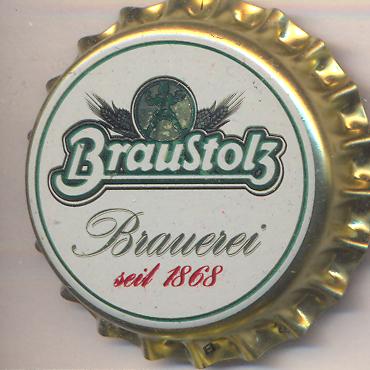 BrauStolz
Brauerei
seit 1868